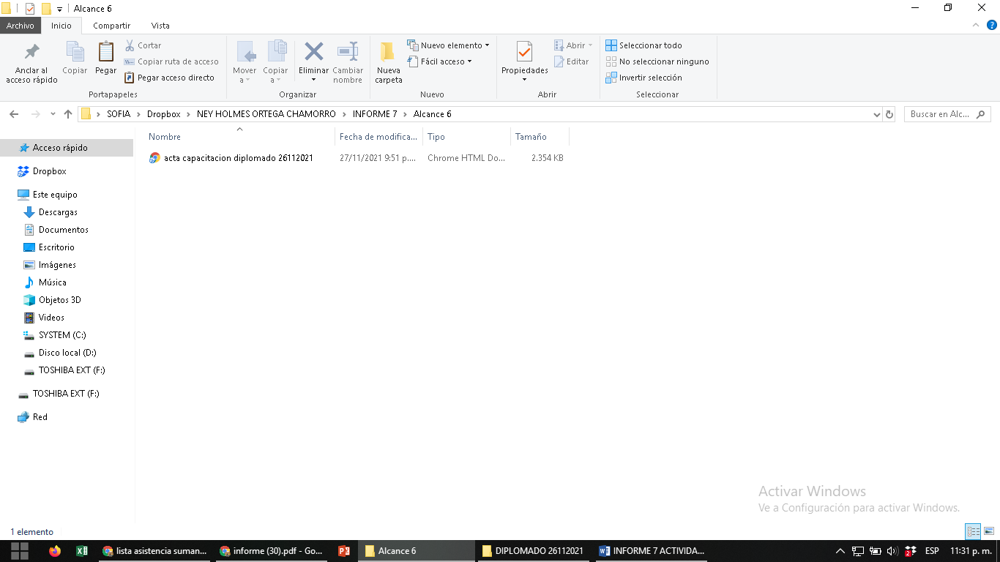 Alcance 6
Archivo Inicio Compartir Vista
Anclar al acceso rápido
Copiar
Pegar
Cortar
Copiar ruta de acceso
Pegar acceso directo
Portapapeles
Mover a
Copiar a
Eliminar
Cambiar nombre
Organizar
Nueva carpeta
Nuevo elemento
Fácil acceso
Nuevo
Propiedades
Abrir
Editar
Abrir
Seleccionar todo
No seleccionar ninguno
Invertir selección
Seleccionar
SOFIA > Dropbox > NEY HOLMES ORTEGA CHAMORRO > INFORME 7 > Alcance 6
Buscar en Alc...
Nombre Fecha de modifica... Tipo Tamaño
acta capacitacion diplomado 26112021 27/11/2021 9:51 p.... Chrome HTML Do... 2.354 KB
Acceso rápido
Dropbox
Este equipo
Descargas
Documentos
Escritorio
Imágenes
Música
Objetos 3D
Videos
SYSTEM (C:)
Disco local (D:)
TOSHIBA EXT (F:)
TOSHIBA EXT (F:)
Red
Activar Windows
Ve a Configuración para activar Windows.
1 elemento
lista asistencia suman... informe (30).pdf - Go... Alcance 6 DIPLOMADO 26112021 INFORME 7 ACTIVIDA... 2 ESP 11:31 p. m.